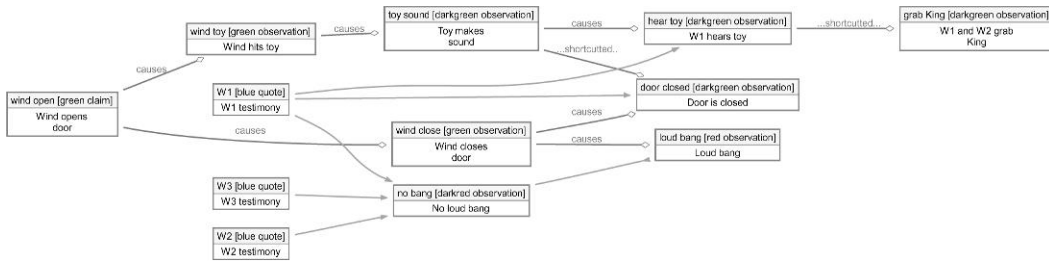 toy sound [darkgreen observation]
Toy makes
sound
hear toy [darkgreen observation]
W1 hears toy
grab King [darkgreen observation]
W1 and W2 grab
King
wind toy [green observation]
Wind hits toy
causes
causes
...shortcutted...
causes
...shortcutted..
W1 [blue quote]
W1 testimony
door closed [darkgreen observation]
Door is closed
wind open [green claim]
Wind opens
door
causes
causes
wind close [green observation]
Wind closes
door
causes
loud bang [red observation]
Loud bang
W3 [blue quote]
W3 testimony
no bang [darkred observation]
No loud bang
W2 [blue quote]
W2 testimony